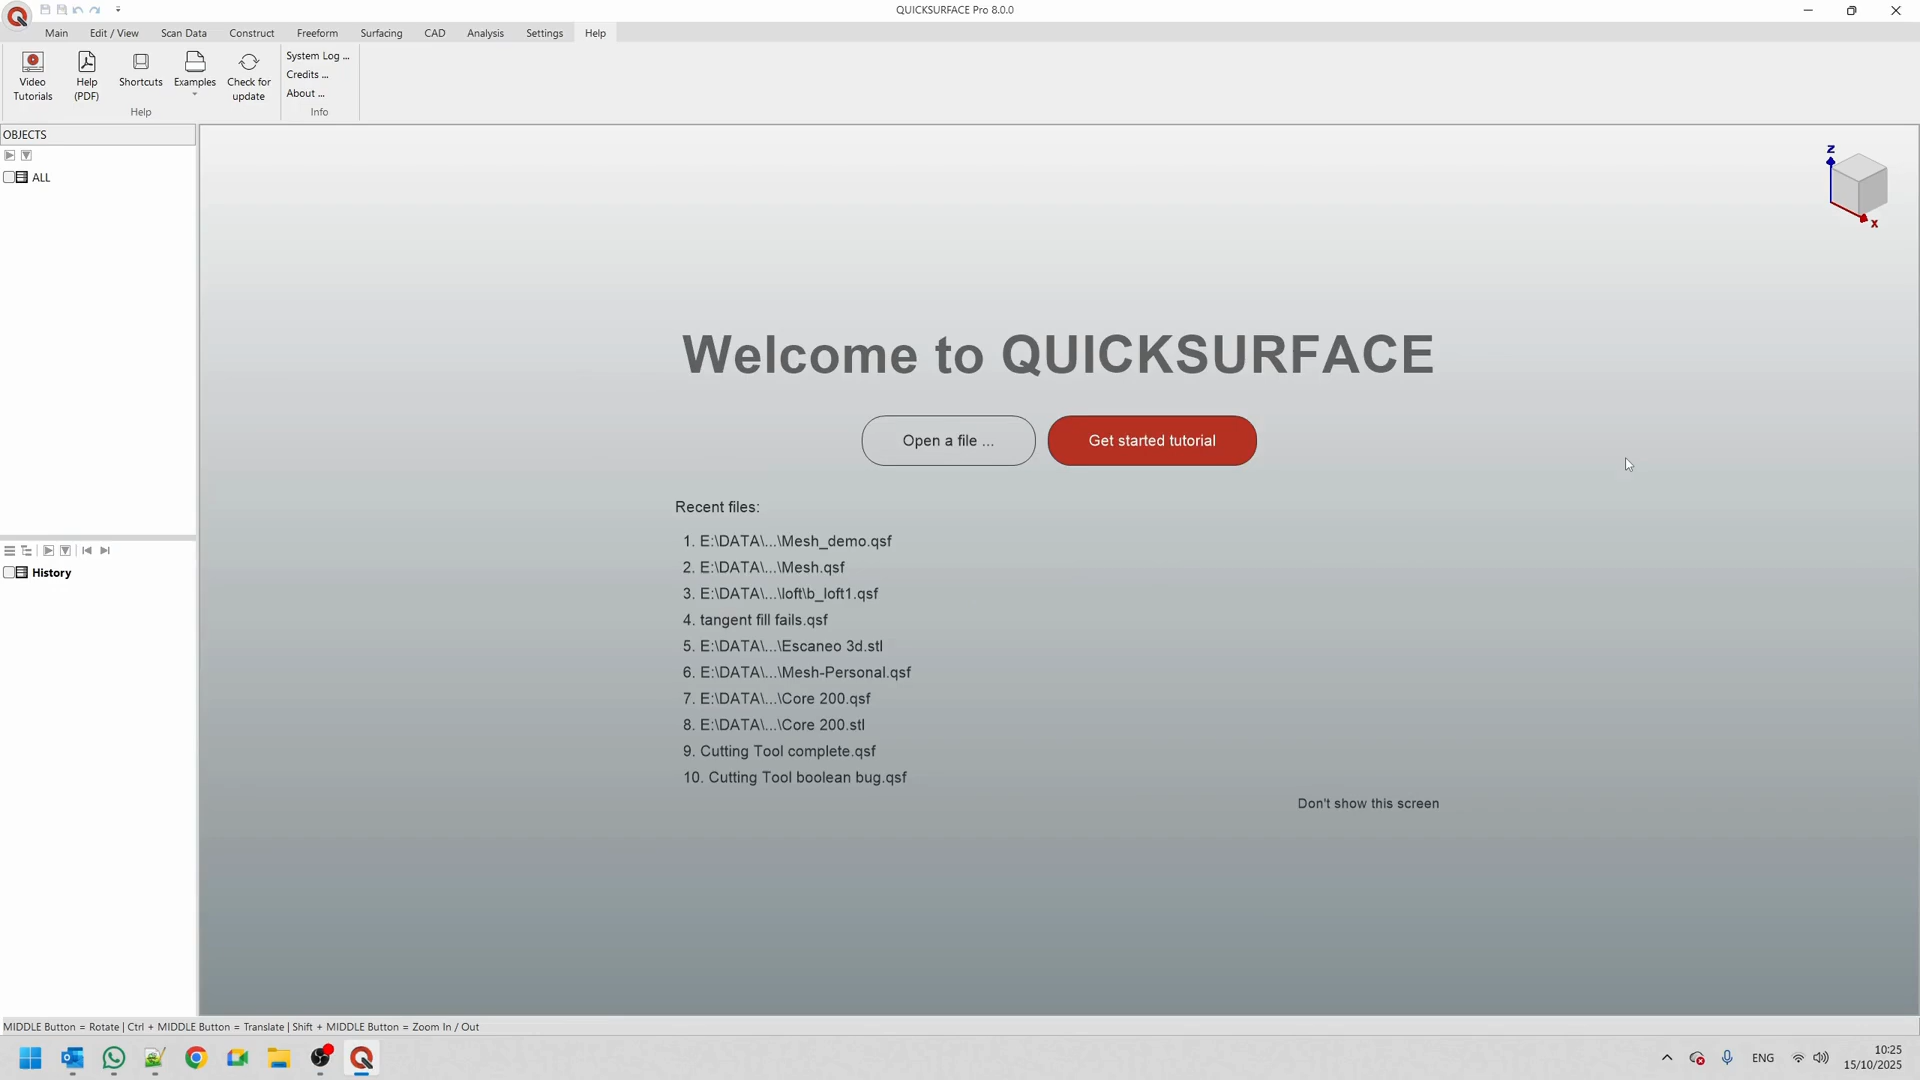 QUICKSURFACE Pro 8.0.0
Main Edit / View Scan Data Construct Freeform Surfacing CAD Analysis Settings Help
Video Tutorials
Help (PDF)
Shortcuts
Examples
Check for update
Help
System Log ...
Credits ...
About ...
Info
OBJECTS
ALL
History
z
x
Welcome to QUICKSURFACE
Open a file ...
Get started tutorial
Recent files:
1. E:\DATA\...\Mesh_demo.qsf
2. E:\DATA\...\Mesh.qsf
3. E:\DATA\...\loft\b_loft1.qsf
4. tangent fill fails.qsf
5. E:\DATA\...\Escaneo 3d.stl
6. E:\DATA\...\Mesh-Personal.qsf
7. E:\DATA\...\Core 200.qsf
8. E:\DATA\...\Core 200.stl
9. Cutting Tool complete.qsf
10. Cutting Tool boolean bug.qsf
Don't show this screen
MIDDLE Button = Rotate | Ctrl + MIDDLE Button = Translate | Shift + MIDDLE Button = Zoom In / Out
ENG
10:25
15/10/2025